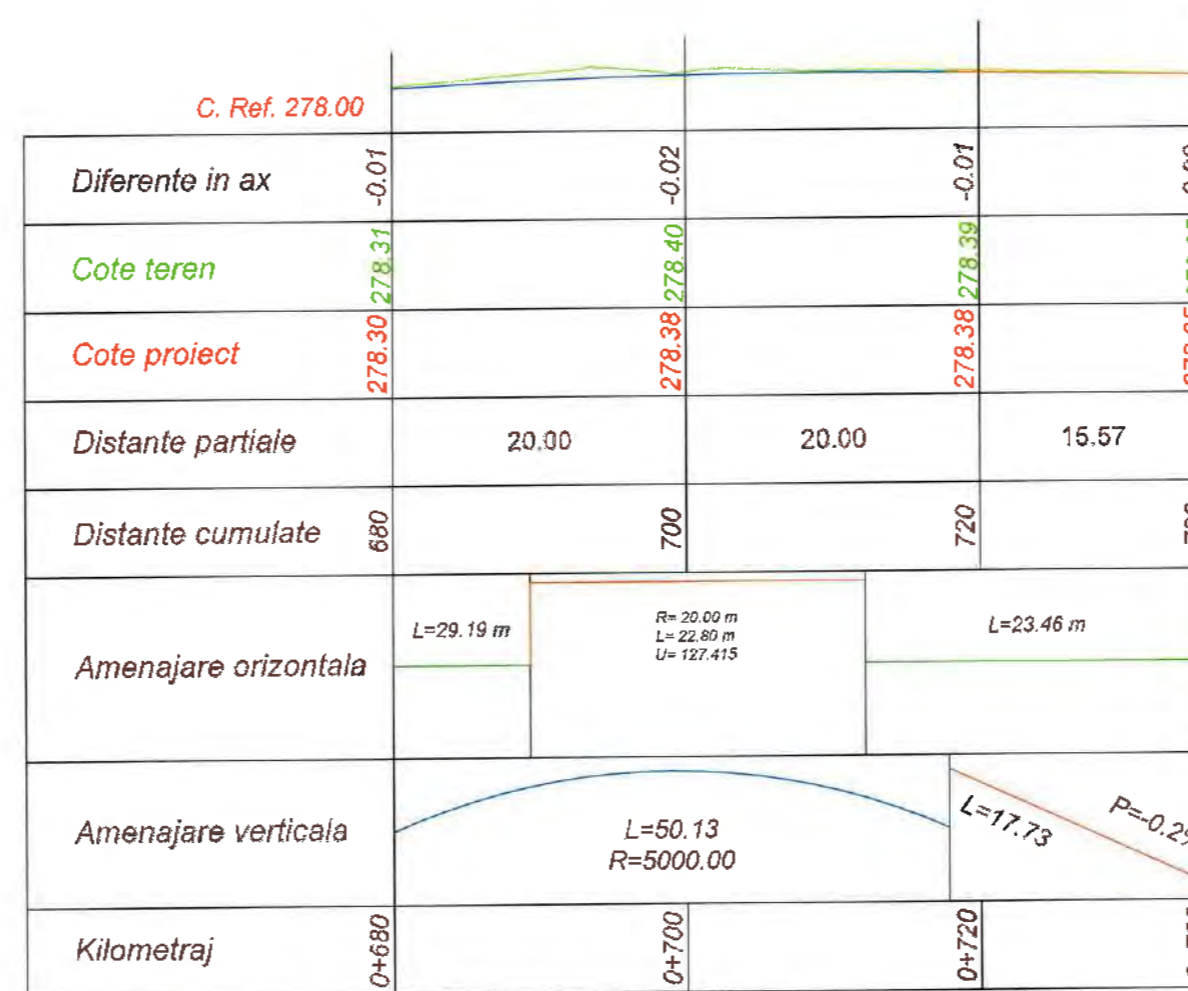 C. Ref. 278.00
Diferente in ax -0.01 -0.02 -0.01
Cote teren 278.31 278.40 278.39
Cote proiect 278.30 278.38 278.38
Distante partiale 20.00 20.00 15.57
Distante cumulate 680 700 720
Amenajare orizontala
L=29.19 m
R= 20.00 m
L= 22.80 m
U= 127.415
L=23.46 m
Amenajare verticala
L=50.13
R=5000.00
L=17.73
P=-0.2%
Kilometraj 0+680 0+700 0+720